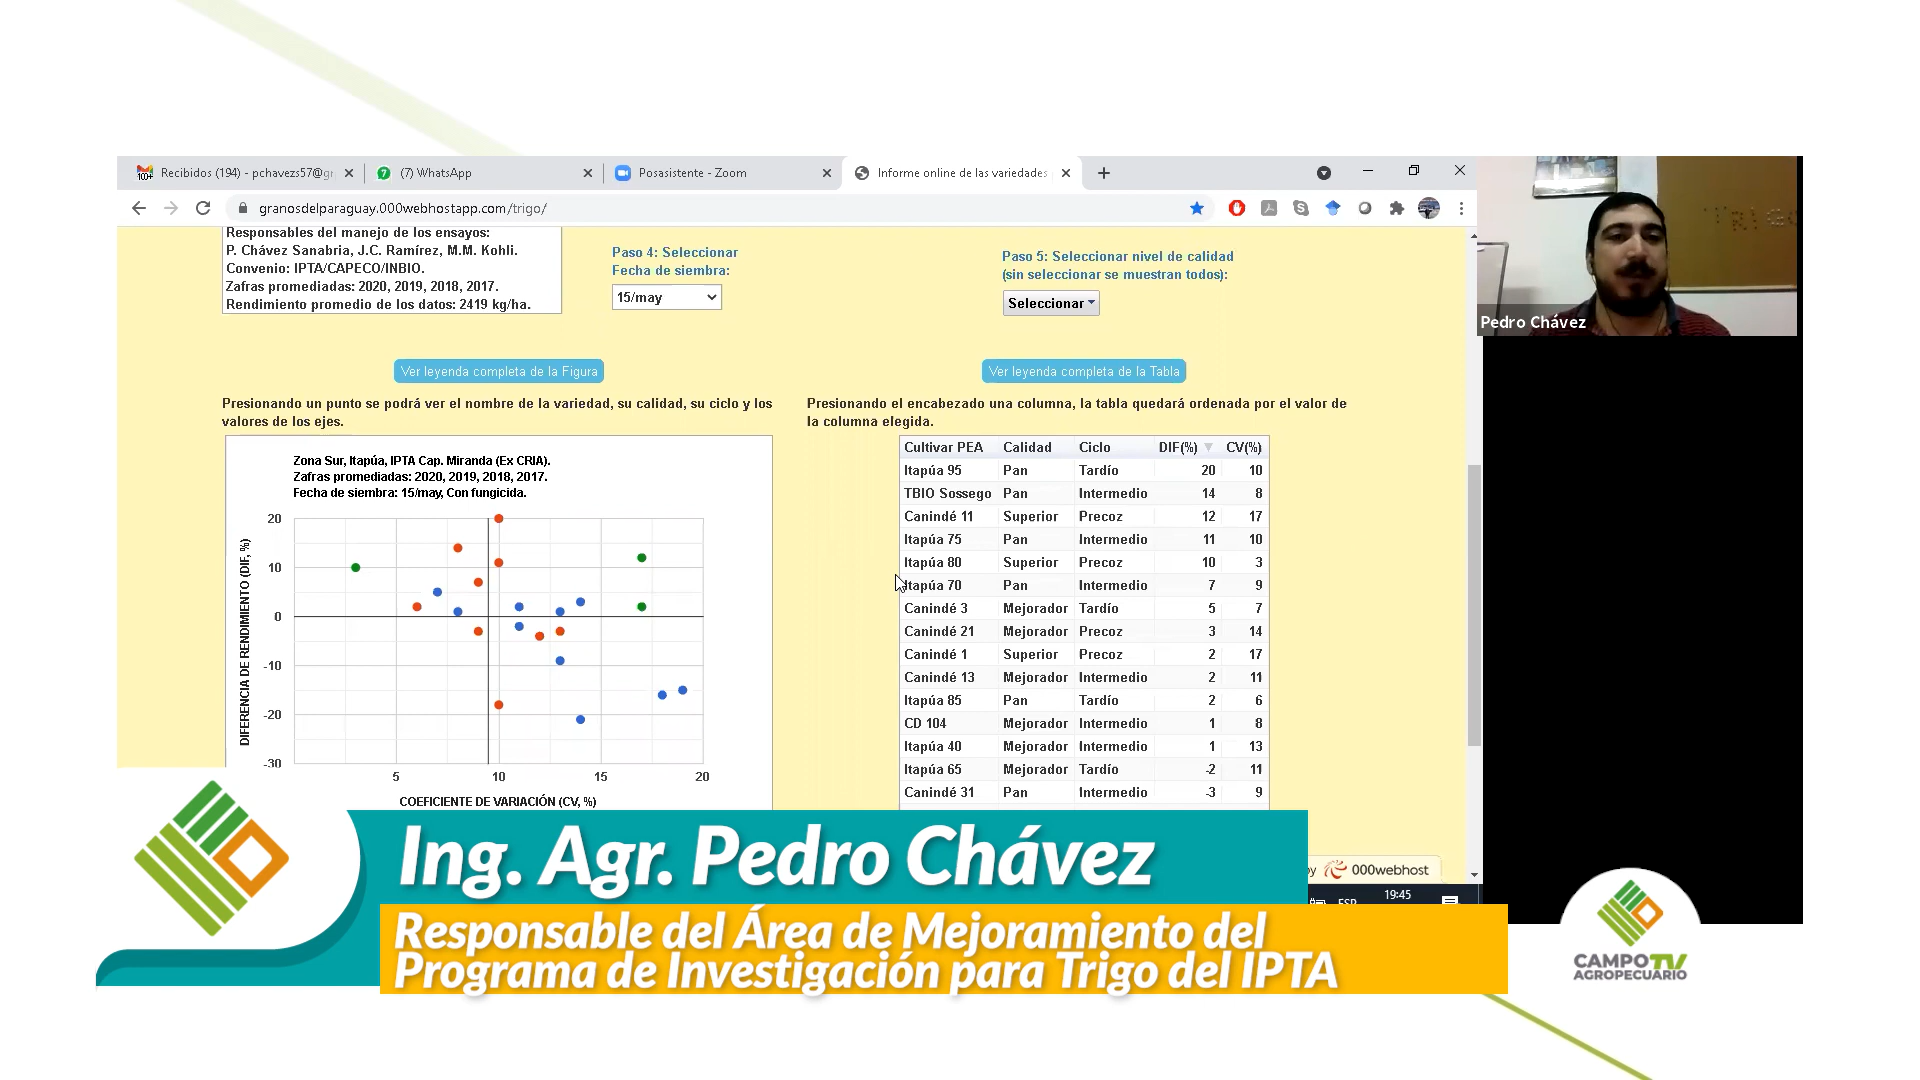 Recibidos (194) - pchavezs57@gr
(7) WhatsApp
Posasistente - Zoom
Informe online de las variedades
granosdelparaguay.000webhostapp.com/trigo/
Responsables del manejo de los ensayos:
P. Chávez Sanabria, J.C. Ramírez, M.M. Kohli.
Convenio: IPTA/CAPECO/INBIO.
Zafras promediadas: 2020, 2019, 2018, 2017.
Rendimiento promedio de los datos: 2419 kg/ha.
Paso 4: Seleccionar
Fecha de siembra:
15/may
Paso 5: Seleccionar nivel de calidad
(sin seleccionar se muestran todos):
Seleccionar
TRIGO
Pedro Chávez
Ver leyenda completa de la Figura
Ver leyenda completa de la Tabla
Presionando un punto se podrá ver el nombre de la variedad, su calidad, su ciclo y los
valores de los ejes.
Presionando el encabezado una columna, la tabla quedará ordenada por el valor de
la columna elegida.
Zona Sur, Itapúa, IPTA Cap. Miranda (Ex CRIA).
Zafras promediadas: 2020, 2019, 2018, 2017.
Fecha de siembra: 15/may, Con fungicida.
DIFERENCIA DE RENDIMIENTO (DIF, %)
20
10
0
-10
-20
-30
5 10 15 20
COEFICIENTE DE VARIACIÓN (CV, %)
Cultivar PEA Calidad Ciclo DIF(%) CV(%)
Itapúa 95 Pan Tardío 20 10
TBIO Sossego Pan Intermedio 14 8
Canindé 11 Superior Precoz 12 17
Itapúa 75 Pan Intermedio 11 10
Itapúa 80 Superior Precoz 10 3
Itapúa 70 Pan Intermedio 7 9
Canindé 3 Mejorador Tardío 5 7
Canindé 21 Mejorador Precoz 3 14
Canindé 1 Superior Precoz 2 17
Canindé 13 Mejorador Intermedio 2 11
Itapúa 85 Pan Tardío 2 6
CD 104 Mejorador Intermedio 1 8
Itapúa 40 Mejorador Intermedio 1 13
Itapúa 65 Mejorador Tardío -2 11
Canindé 31 Pan Intermedio -3 9
by 000webhost
ESP
19:45
Ing. Agr. Pedro Chávez
Responsable del Área de Mejoramiento del
Programa de Investigación para Trigo del IPTA
CAMPO TV
AGROPECUARIO